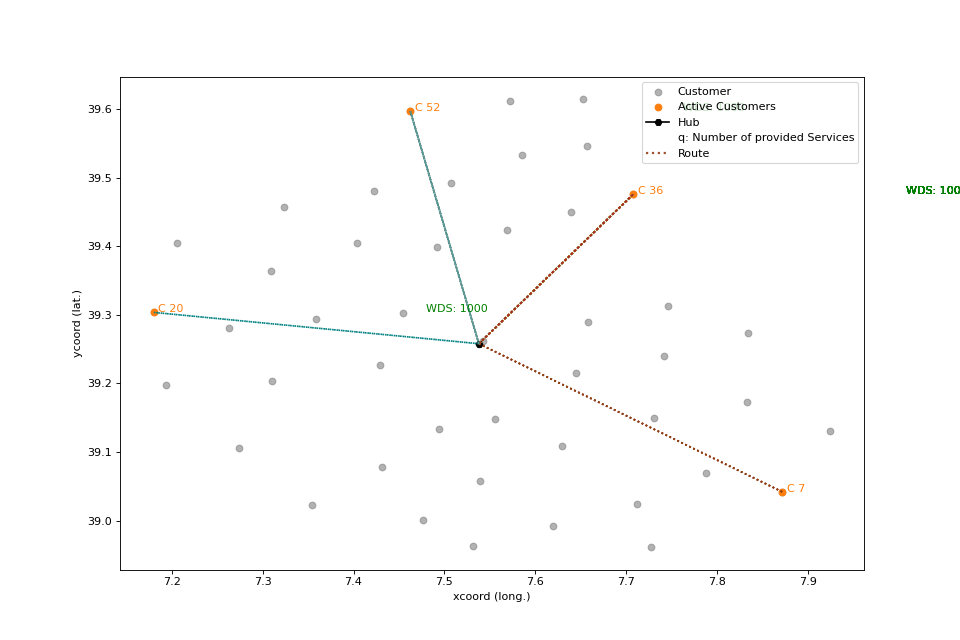 39.6
39.5
39.4
39.3
39.2
39.1
39.0
7.2
7.3
7.4
7.5
7.6
7.7
7.8
7.9
xcoord (long.)
ycoord (lat.)
C 52
C 36
C 20
C 7
WDS: 1000
WDS: 100
Customer
Active Customers
Hub
q: Number of provided Services
Route